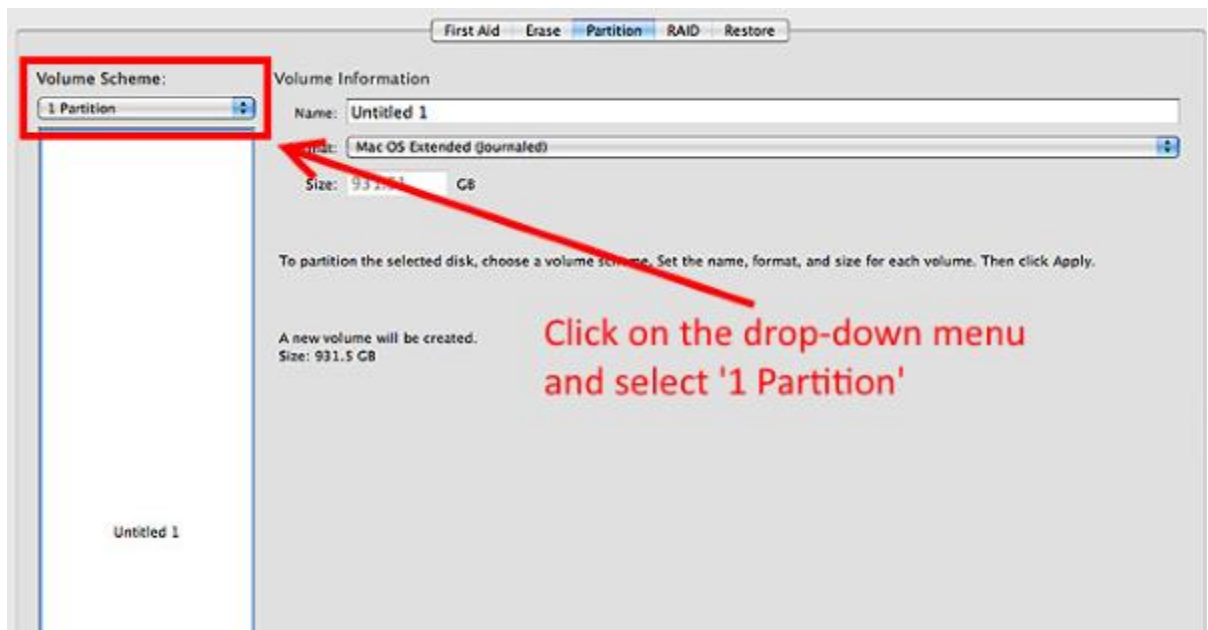 First Aid Erase Partition RAID Restore
Volume Scheme:
1 Partition
Untitled 1
Volume Information
Name: Untitled 1
Mac OS Extended (Journaled)
Size: GB
To partition the selected disk, choose a volume scheme. Set the name, format, and size for each volume. Then click Apply.
A new volume will be created.
Size: 931.5 GB
Click on the drop-down menu
and select '1 Partition'